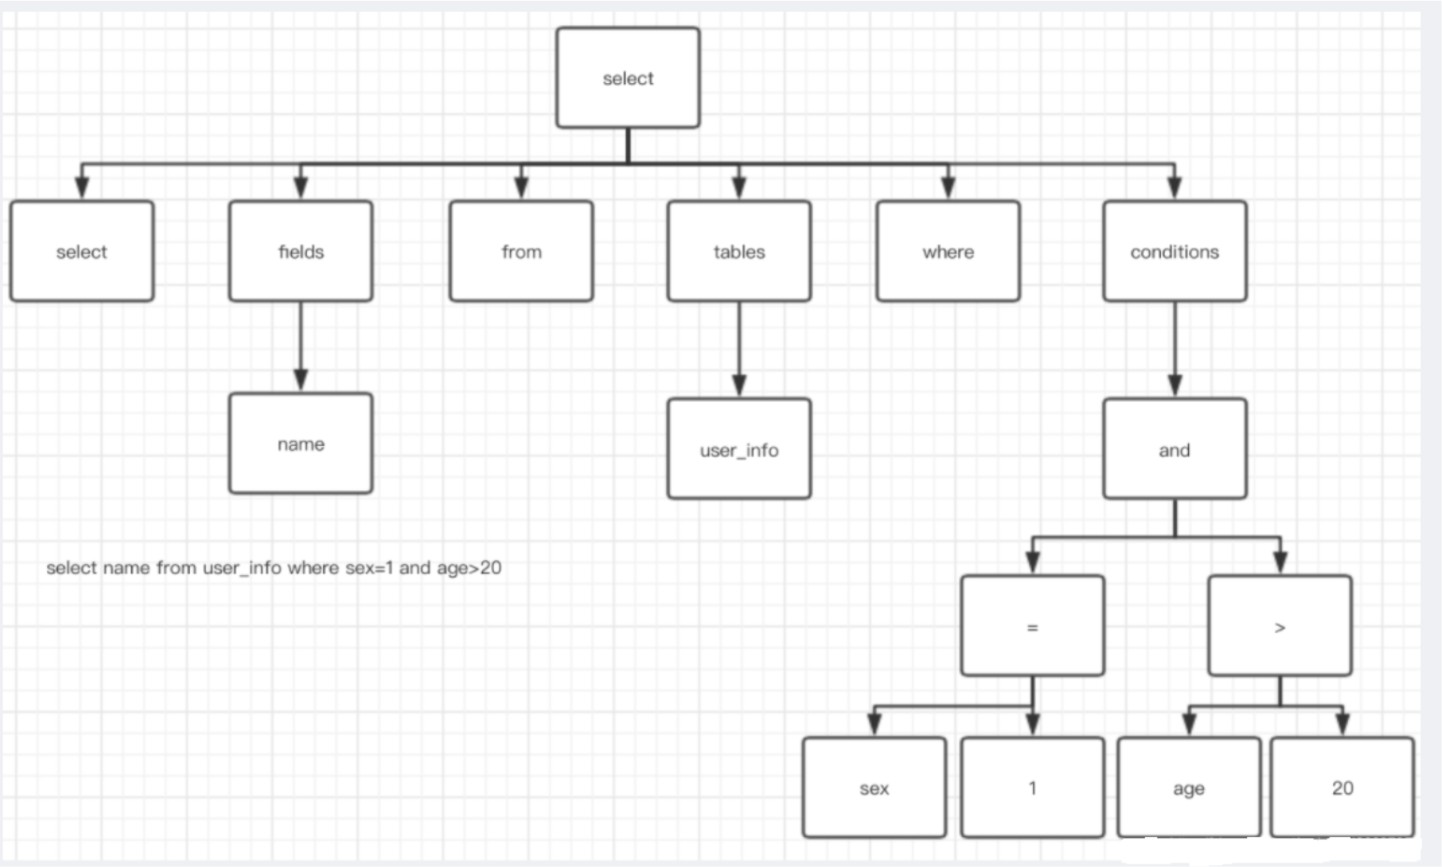 select
select fields from tables where conditions
name
user_info
and
select name from user_info where sex=1 and age>20
= >
sex 1 age 20